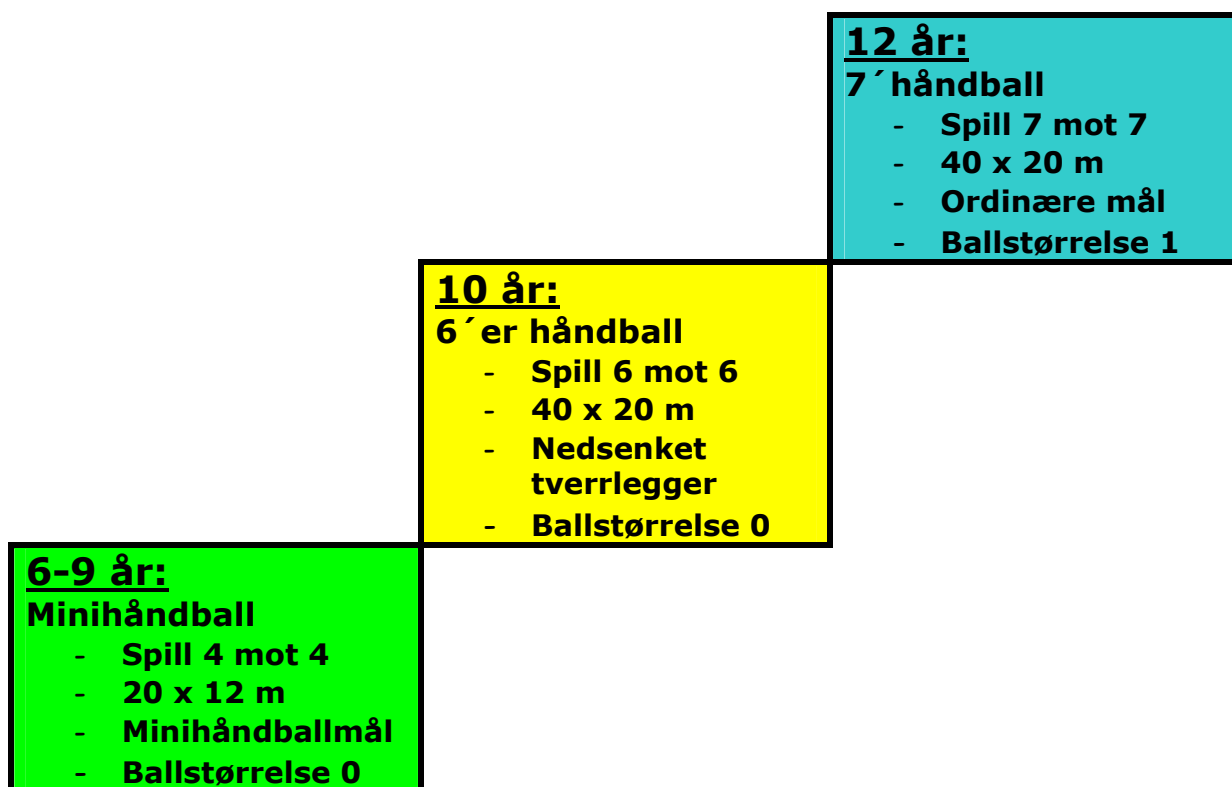 12 år:
7´håndball
- Spill 7 mot 7
- 40 x 20 m
- Ordinære mål
- Ballstørrelse 1
10 år:
6´er håndball
- Spill 6 mot 6
- 40 x 20 m
- Nedsenket
tverrlegger
- Ballstørrelse 0
6-9 år:
Minihåndball
- Spill 4 mot 4
- 20 x 12 m
- Minihåndballmål
- Ballstørrelse 0